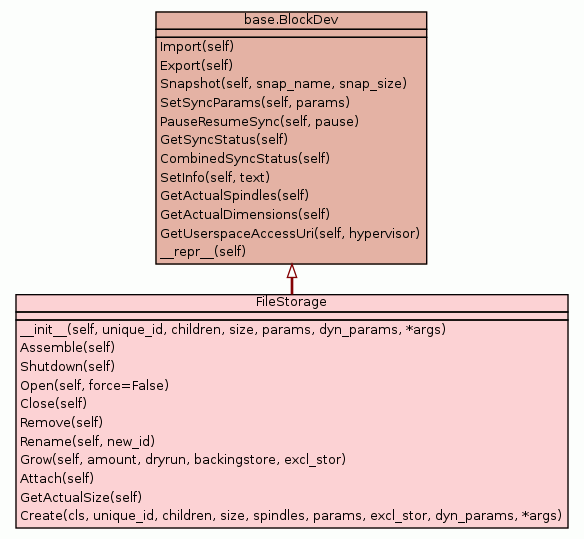 base.BlockDev
Import(self)
Export(self)
Snapshot(self, snap_name, snap_size)
SetSyncParams(self, params)
PauseResumeSync(self, pause)
GetSyncStatus(self)
CombinedSyncStatus(self)
SetInfo(self, text)
GetActualSpindles(self)
GetActualDimensions(self)
GetUserspaceAccessUri(self, hypervisor)
__repr__(self)
FileStorage
__init__(self, unique_id, children, size, params, dyn_params, *args)
Assemble(self)
Shutdown(self)
Open(self, force=False)
Close(self)
Remove(self)
Rename(self, new_id)
Grow(self, amount, dryrun, backingstore, excl_stor)
Attach(self)
GetActualSize(self)
Create(cls, unique_id, children, size, spindles, params, excl_stor, dyn_params, *args)